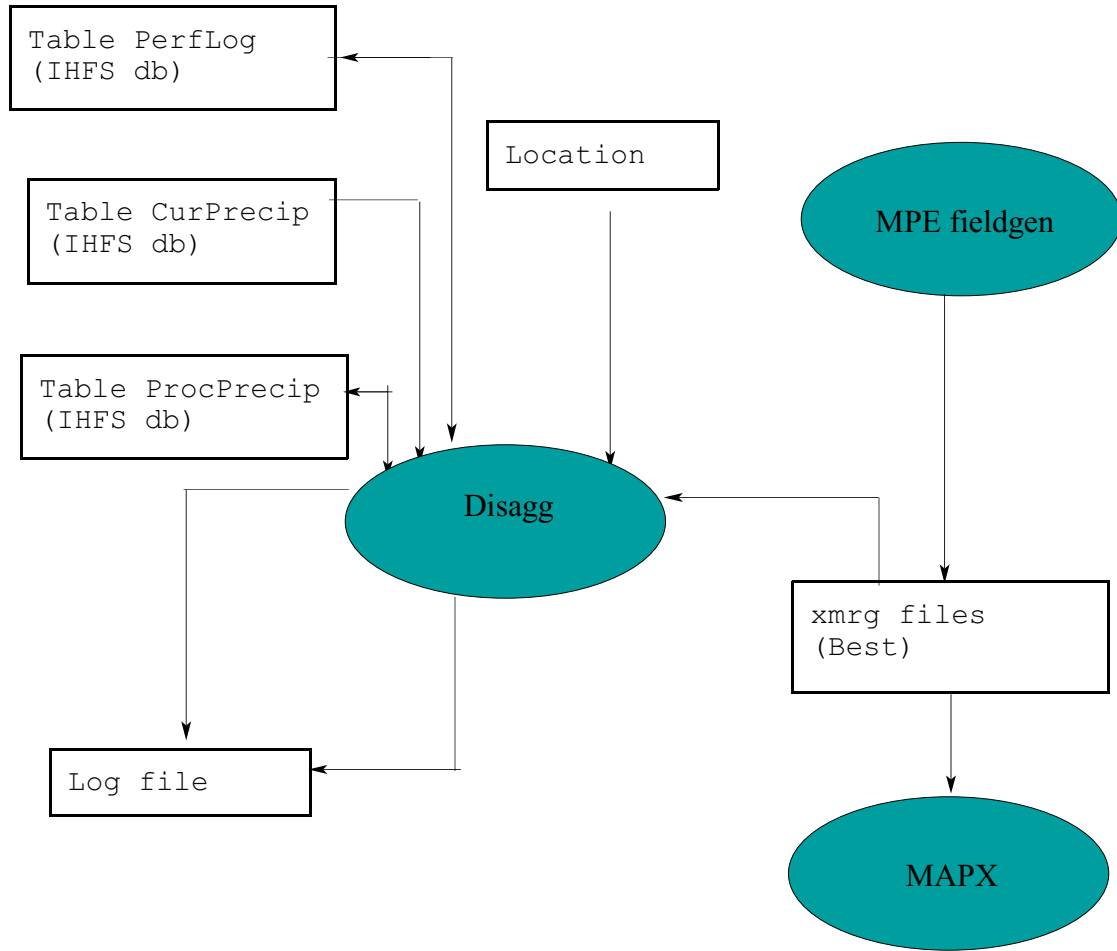 Table PerfLog
(IHFS db)
Location
Table CurPrecip
(IHFS db)
MPE fieldgen
Table ProcPrecip
(IHFS db)
Disagg
xmrg files
(Best)
Log file
MAPX